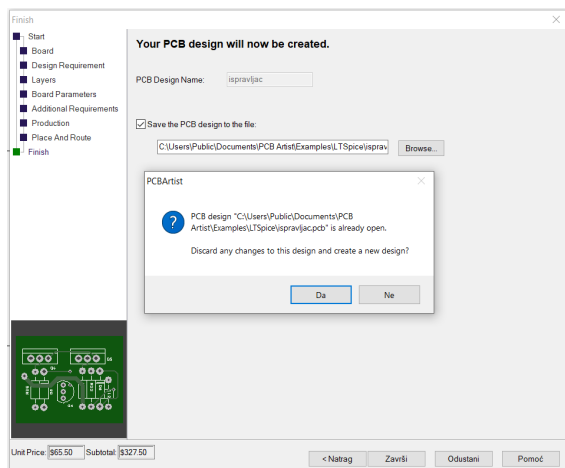 Finish
Start
Board
Design Requirement
Layers
Board Parameters
Additional Requirements
Production
Place And Route
Finish
Your PCB design will now be created.
PCB Design Name: ispravljac
Save the PCB design to the file:
C:\Users\Public\Documents\PCB Artist\Examples\LTSpice\isprav Browse...
PCBArtist
PCB design "C:\Users\Public\Documents\PCB
Artist\Examples\LTSpice\ispravljac.pcb" is already open.
Discard any changes to this design and create a new design?
Da Ne
Unit Price: $65.50 Subtotal: $327.50
< Natrag Završi Odustani Pomoć